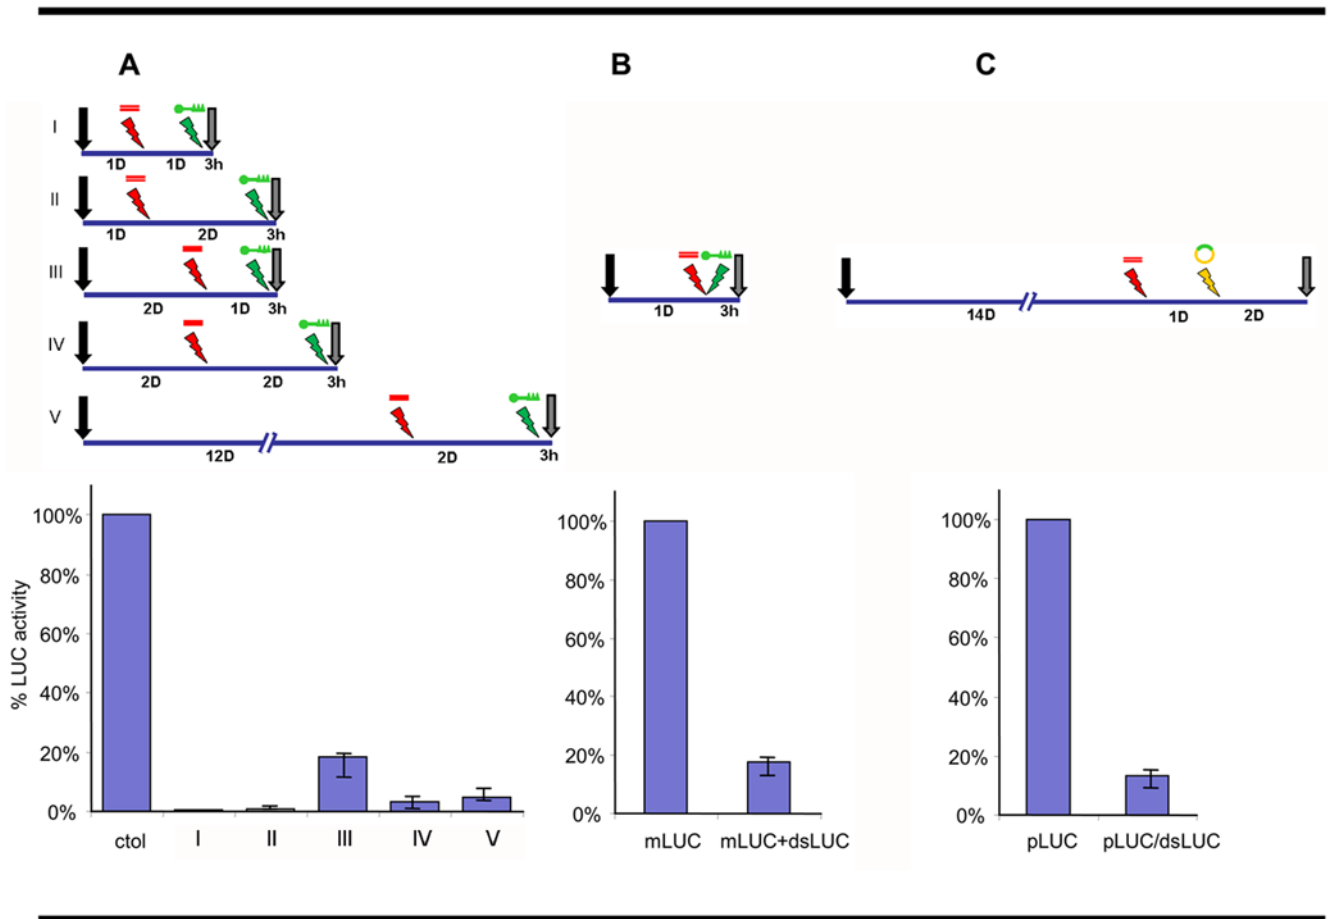 A B C
I
1D 1D 3h
II
1D 2D 3h
III
2D 1D 3h
IV
2D 2D 3h
V
12D 2D 3h
1D 3h
14D 1D 2D
% LUC activity
100%
80%
60%
40%
20%
0%
ctol I II III IV V
100%
80%
60%
40%
20%
0%
mLUC mLUC+dsLUC
100%
80%
60%
40%
20%
0%
pLUC pLUC/dsLUC